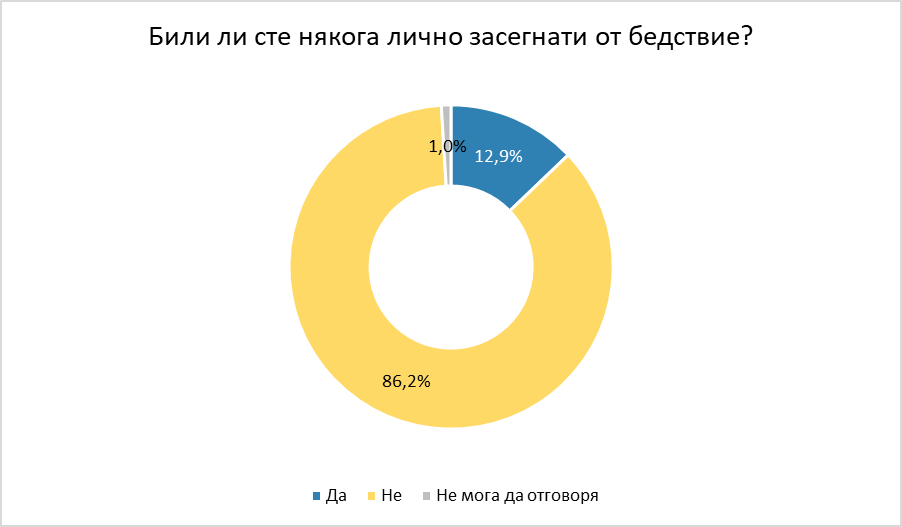 Били ли сте някога лично засегнати от бедствие?
1,0%
12,9%
86,2%
Да
Не
Не мога да отговоря